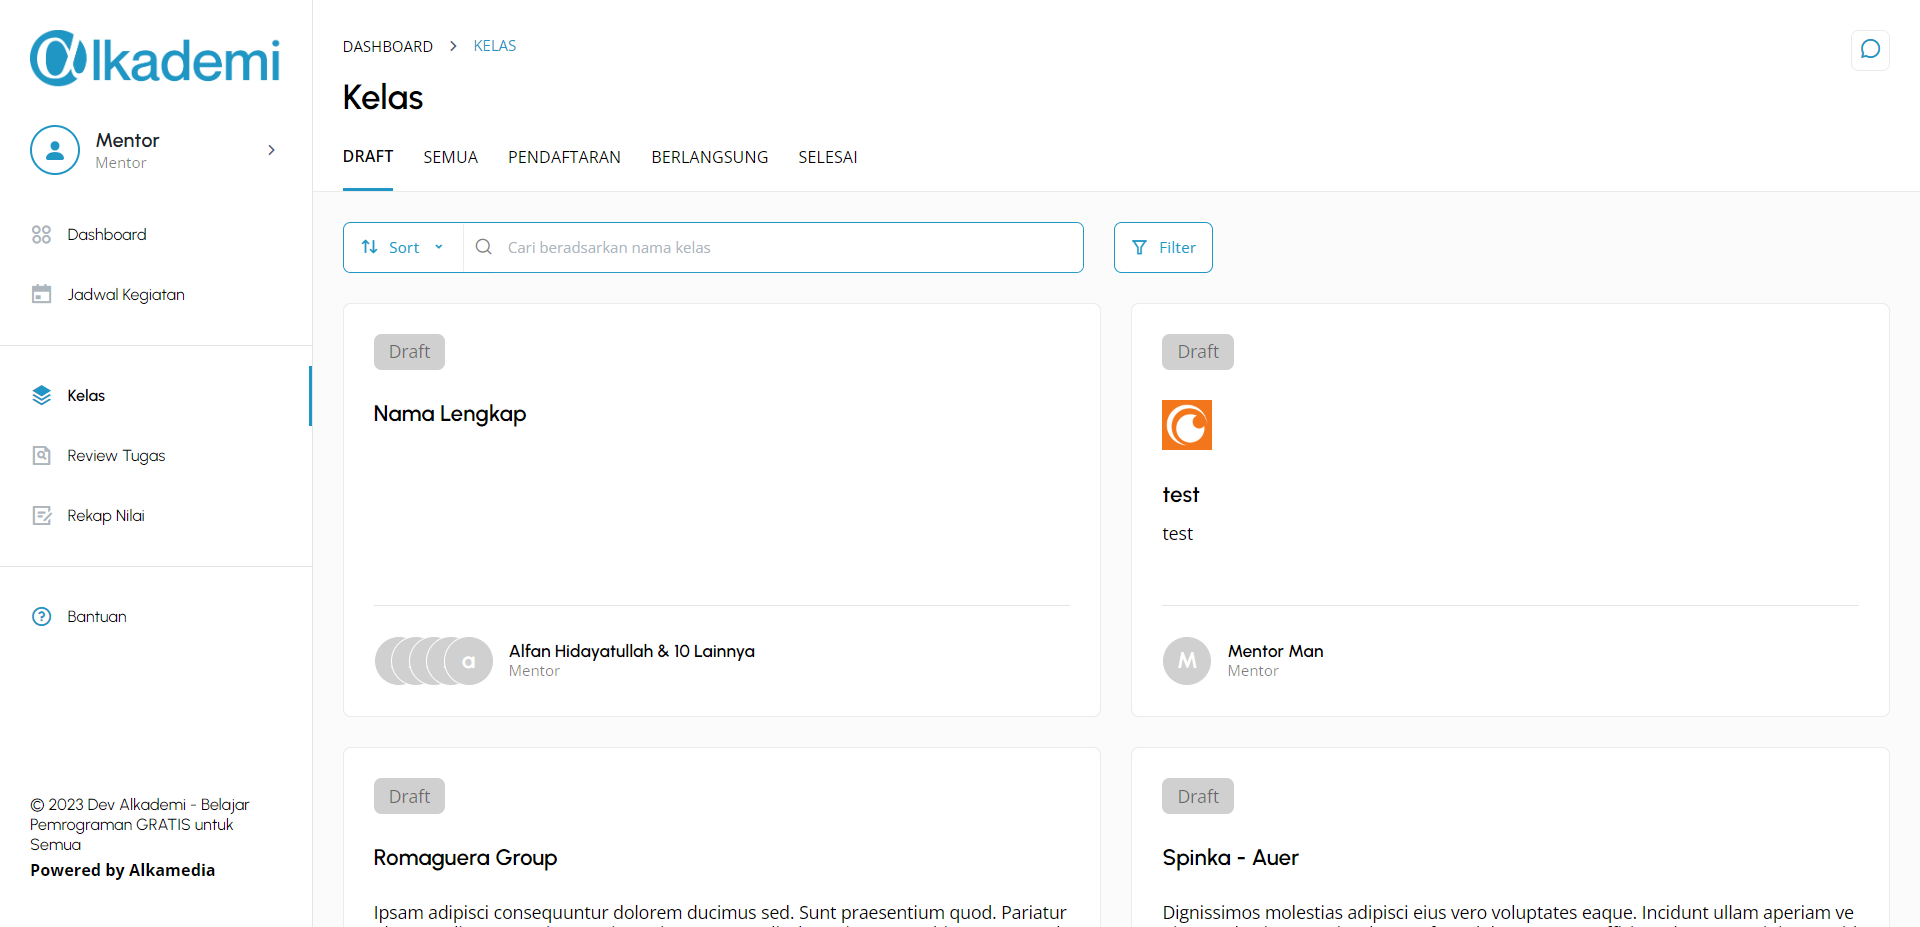 @lkademi
Mentor
Mentor
Dashboard
Jadwal Kegiatan
Kelas
Review Tugas
Rekap Nilai
Bantuan
© 2023 Dev Alkademi - Belajar
Pemrograman GRATIS untuk
Semua
Powered by Alkamedia
DASHBOARD > KELAS
Kelas
DRAFT SEMUA PENDAFTARAN BERLANGSUNG SELESAI
Sort Cari beradsarkan nama kelas Filter
Draft
Nama Lengkap
a Alfan Hidayatullah & 10 Lainnya
Mentor
Draft
test
test
M Mentor Man
Mentor
Draft
Romaguera Group
Ipsam adipisci consequuntur dolorem ducimus sed. Sunt praesentium quod. Pariatur
Draft
Spinka - Auer
Dignissimos molestias adipisci eius vero voluptates eaque. Incidunt ullam aperiam ve